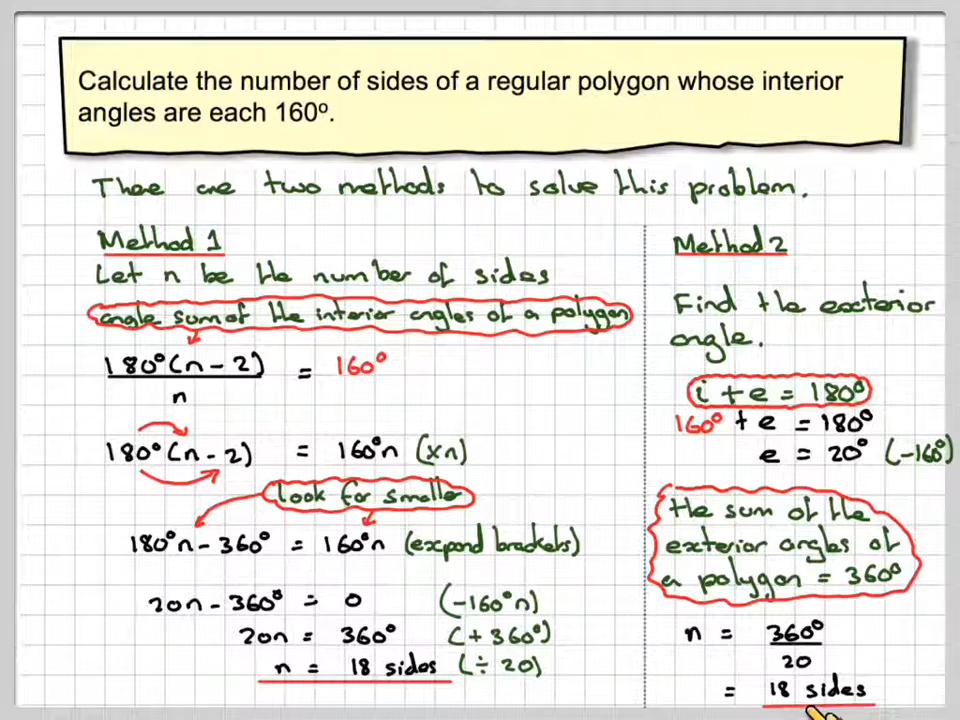 Calculate the number of sides of a regular polygon whose interior
angles are each 160º.
There are two methods to solve this problem.
Method 1
Let n be the number of sides
angle sum of the interior angles of a polygon
180°(n - 2)
n
= 160°
180°(n - 2) = 160°n (xn)
look for smaller
180°n - 360° = 160°n (expand brackets)
20n - 360° = 0 (-160°n)
20n = 360° (+ 360°)
n = 18 sides (÷ 20)
Method 2
Find the exterior
angle.
i + e = 180°
160° + e = 180°
e = 20° (-160°)
the sum of the
exterior angles of
a polygon = 360°
n = 360°
20
= 18 sides